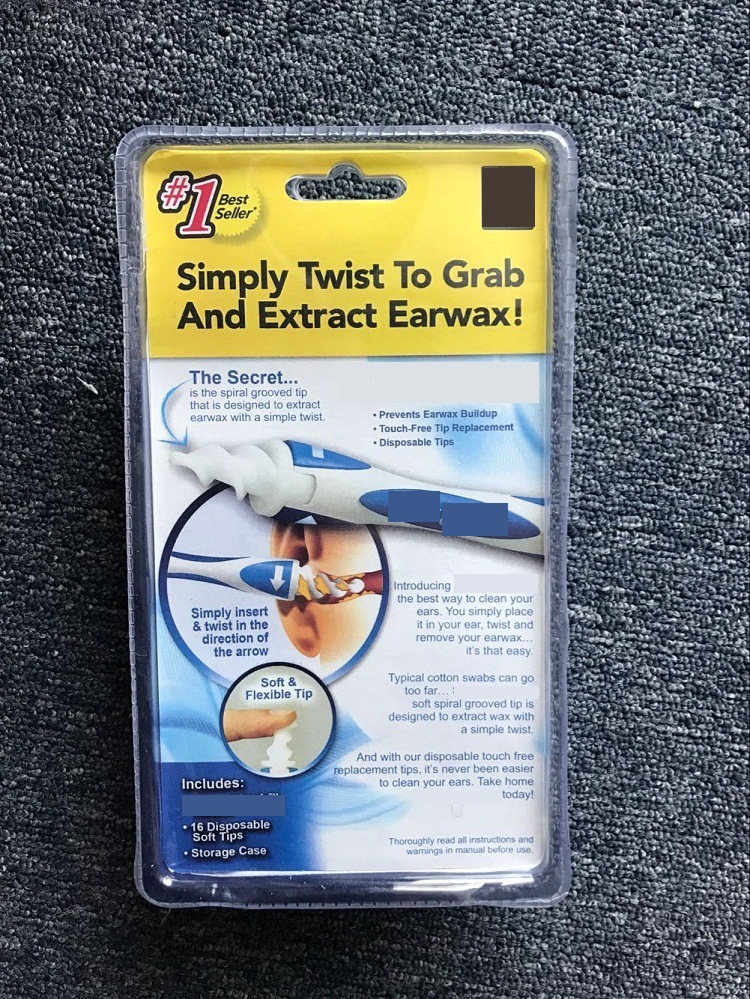 #1 Best
Seller*
Simply Twist To Grab
And Extract Earwax!
The Secret...
is the spiral grooved tip
that is designed to extract
earwax with a simple twist.
• Prevents Earwax Buildup
• Touch-Free Tip Replacement
• Disposable Tips
Simply insert
& twist in the
direction of
the arrow
Soft &
Flexible Tip
Introducing
the best way to clean your
ears. You simply place
it in your ear, twist and
remove your earwax...
it's that easy.
Typical cotton swabs can go
too far...
soft spiral grooved tip is
designed to extract wax with
a simple twist.
And with our disposable touch free
replacement tips, it's never been easier
to clean your ears. Take home
today!
Includes:
• 16 Disposable
Soft Tips
• Storage Case
Thoroughly read all instructions and
warnings in manual before use.